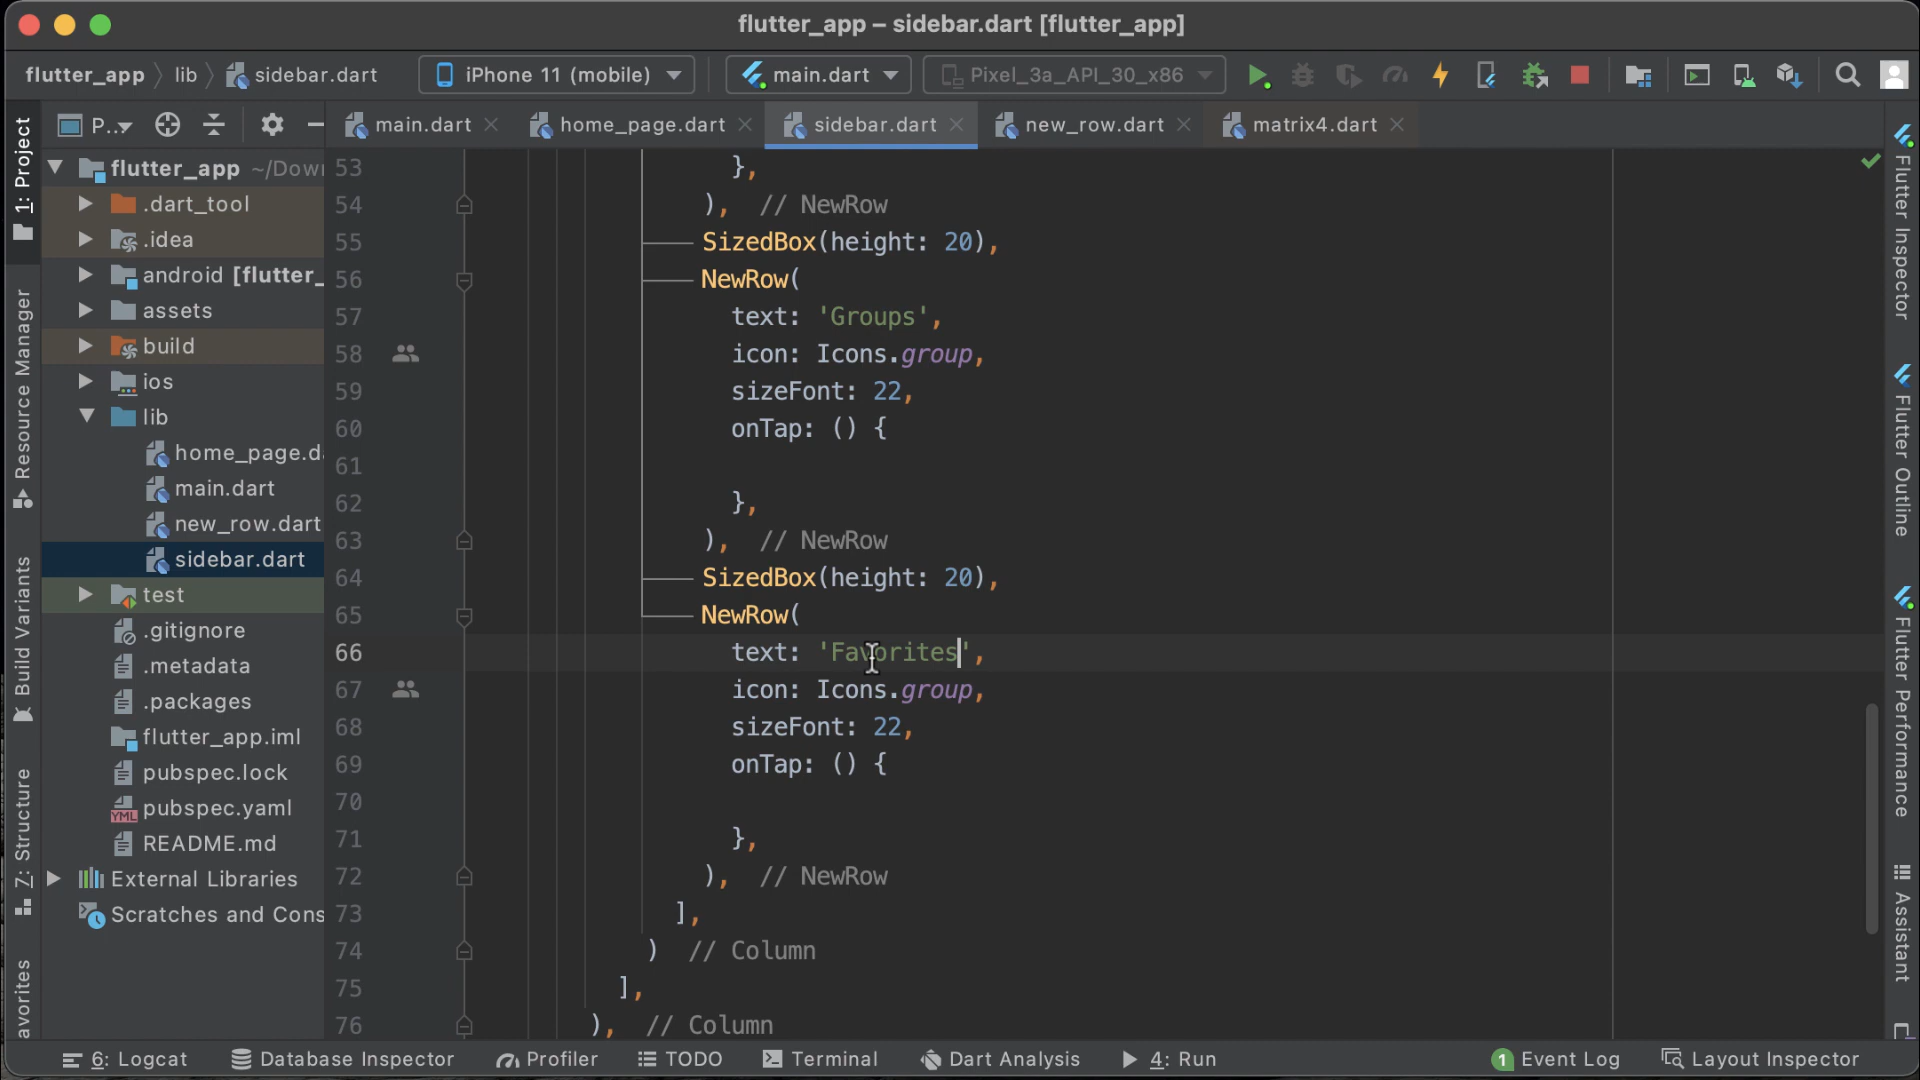 flutter_app – sidebar.dart [flutter_app]
flutter_app
lib
sidebar.dart
iPhone 11 (mobile)
main.dart
Pixel_3a_API_30_x86
1: Project
P..
main.dart
home_page.dart
sidebar.dart
new_row.dart
matrix4.dart
flutter_app ~/Down
.dart_tool
.idea
android [flutter_
assets
build
ios
lib
home_page.da
main.dart
new_row.dart
sidebar.dart
test
.gitignore
.metadata
.packages
flutter_app.iml
pubspec.lock
YML pubspec.yaml
README.md
External Libraries
Scratches and Cons
Resource Manager
Build Variants
Z: Structure
avorites
53 },
54 ), // NewRow
55 SizedBox(height: 20),
56 NewRow(
57 text: 'Groups',
58 icon: Icons.group,
59 sizeFont: 22,
60 onTap: () {
61
62 },
63 ), // NewRow
64 SizedBox(height: 20),
65 NewRow(
66 text: 'Favorites',
67 icon: Icons.group,
68 sizeFont: 22,
69 onTap: () {
70
71 },
72 ), // NewRow
73 ],
74 ) // Column
75 ],
76 ), // Column
Flutter Inspector
Flutter Outline
Flutter Performance
Assistant
6: Logcat
Database Inspector
Profiler
TODO
Terminal
Dart Analysis
4: Run
1 Event Log
Layout Inspector